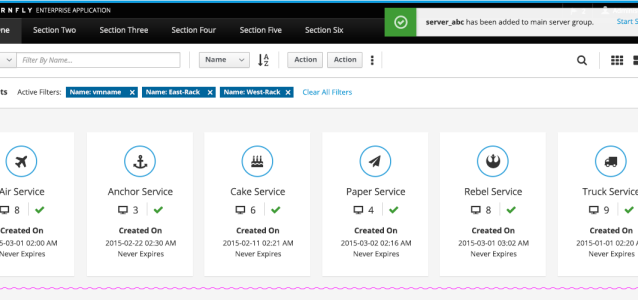 RNFLY ENTERPRISE APPLICATION
server_abc has been added to main server group. Start S
ne Section Two Section Three Section Four Section Five Section Six
Filter By Name... Name Action Action
ts Active Filters: Name: vmname x Name: East-Rack x Name: West-Rack x Clear All Filters
Air Service Anchor Service Cake Service Paper Service Rebel Service Truck Service
8 3 6 4 8 9
Created On Created On Created On Created On Created On Created On
5-03-01 02:00 AM 2015-02-22 02:30 AM 2015-02-11 02:21 AM 2015-03-02 02:16 AM 2015-03-01 03:02 AM 2015-01-01 02:20 A
Never Expires Never Expires Never Expires Never Expires Never Expires Never Expires